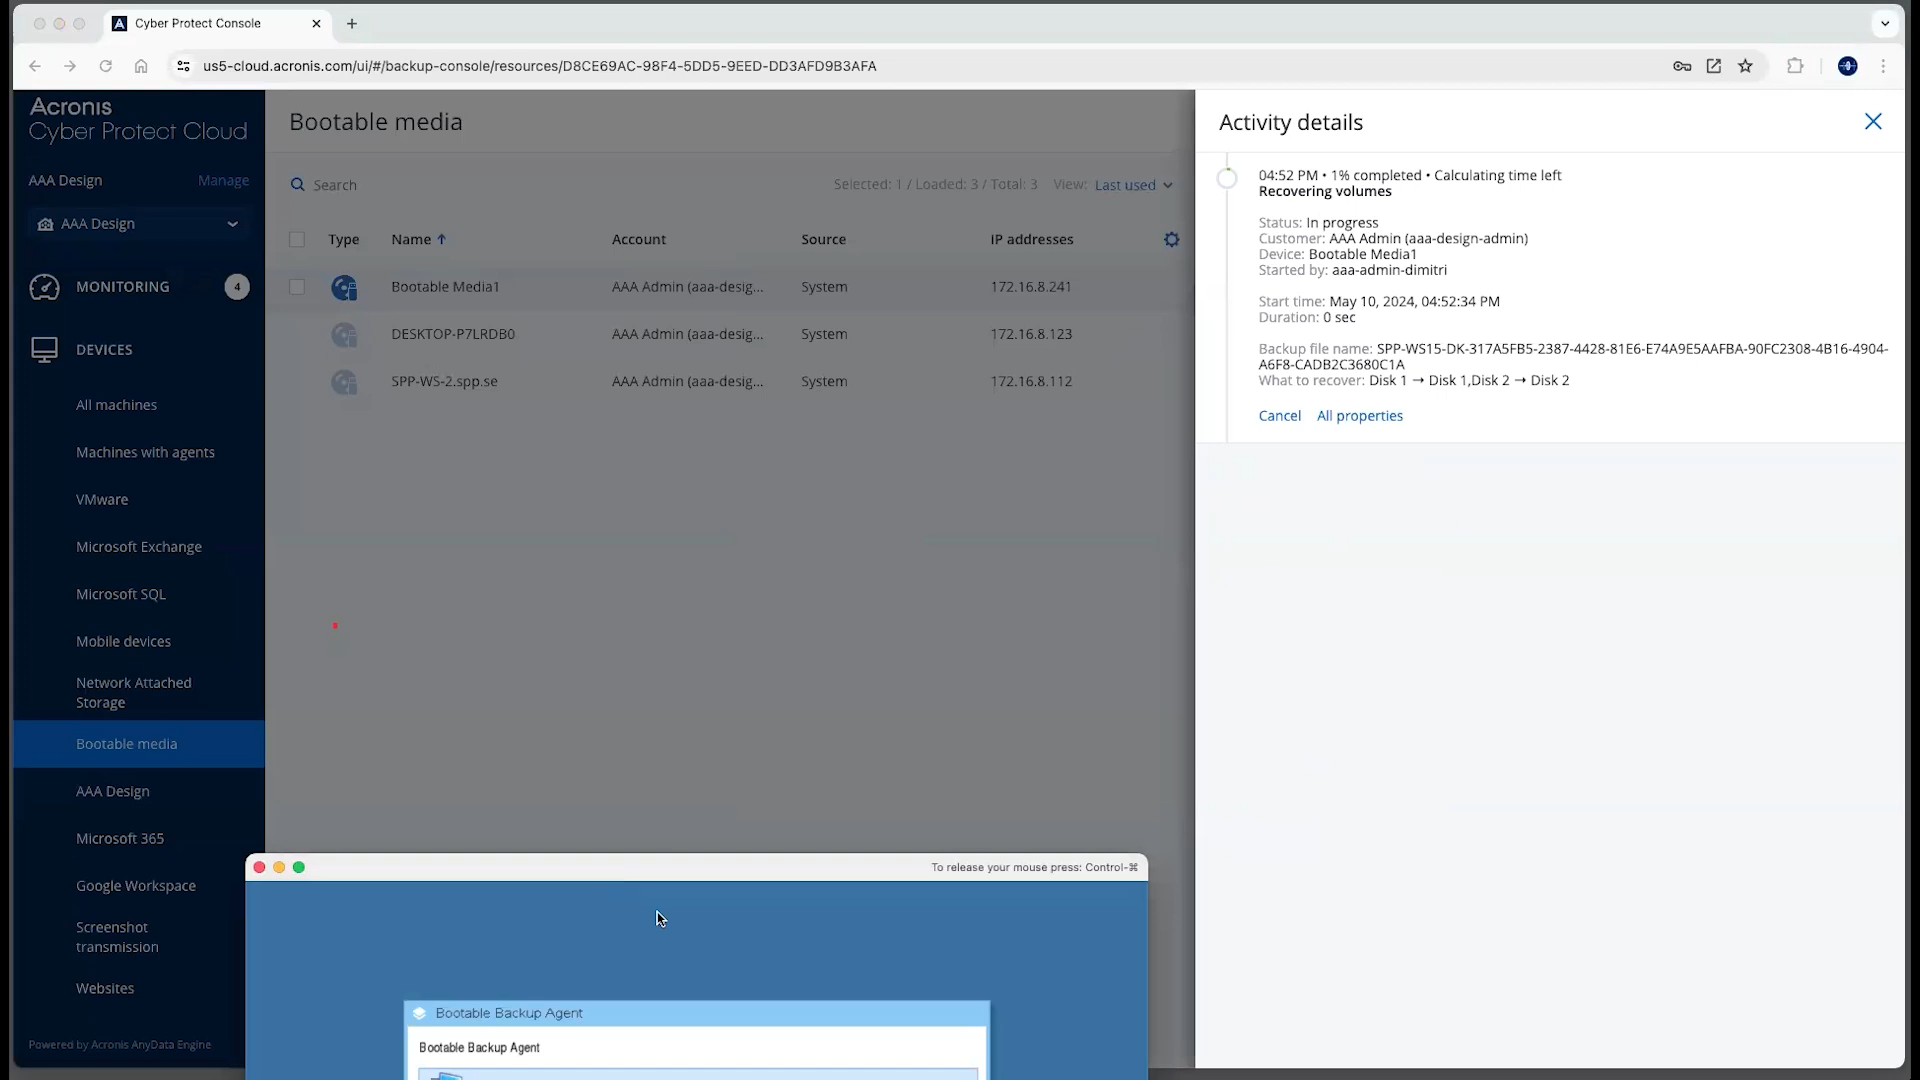 Cyber Protect Console
us5-cloud.acronis.com/ui/#/backup-console/resources/D8CE69AC-98F4-5DD5-9EED-DD3AFD9B3AFA
Acronis
Cyber Protect Cloud
AAA Design
Manage
AAA Design
MONITORING
4
DEVICES
All machines
Machines with agents
VMware
Microsoft Exchange
Microsoft SQL
Mobile devices
Network Attached
Storage
Bootable media
AAA Design
Microsoft 365
Google Workspace
Screenshot
transmission
Websites
Powered by Acronis AnyData Engine
Bootable media
Search
Selected: 1 / Loaded: 3 / Total: 3 View: Last used
Type Name Account Source IP addresses
Bootable Media1 AAA Admin (aaa-desig... System 172.16.8.241
DESKTOP-P7LRDB0 AAA Admin (aaa-desig... System 172.16.8.123
SPP-WS-2.spp.se AAA Admin (aaa-desig... System 172.16.8.112
Activity details
04:52 PM • 1% completed • Calculating time left
Recovering volumes
Status: In progress
Customer: AAA Admin (aaa-design-admin)
Device: Bootable Media1
Started by: aaa-admin-dimitri
Start time: May 10, 2024, 04:52:34 PM
Duration: 0 sec
Backup file name: SPP-WS15-DK-317A5FB5-2387-4428-81E6-E74A9E5AAFBA-90FC2308-4B16-4904-
A6F8-CADB2C3680C1A
What to recover: Disk 1 → Disk 1,Disk 2 → Disk 2
Cancel All properties
To release your mouse press: Control-⌘
Bootable Backup Agent
Bootable Backup Agent